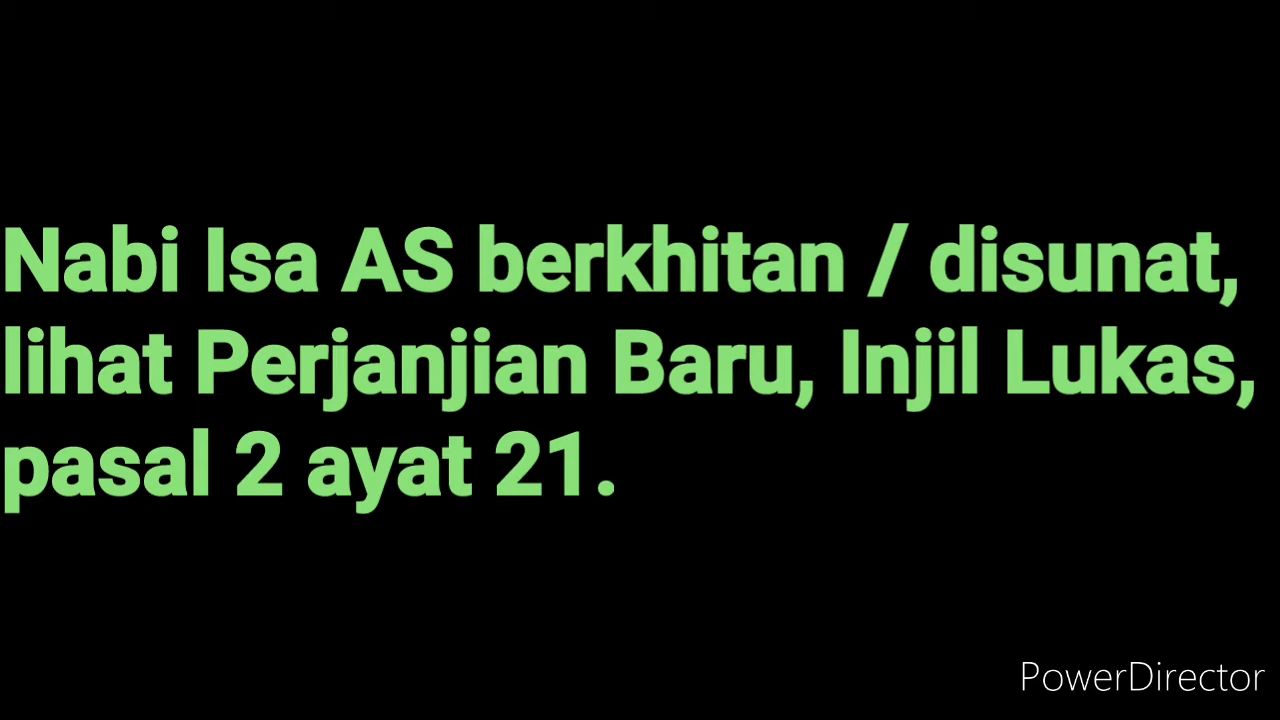 Nabi Isa AS berkhitan / disunat,
lihat Perjanjian Baru, Injil Lukas,
pasal 2 ayat 21.
PowerDirector